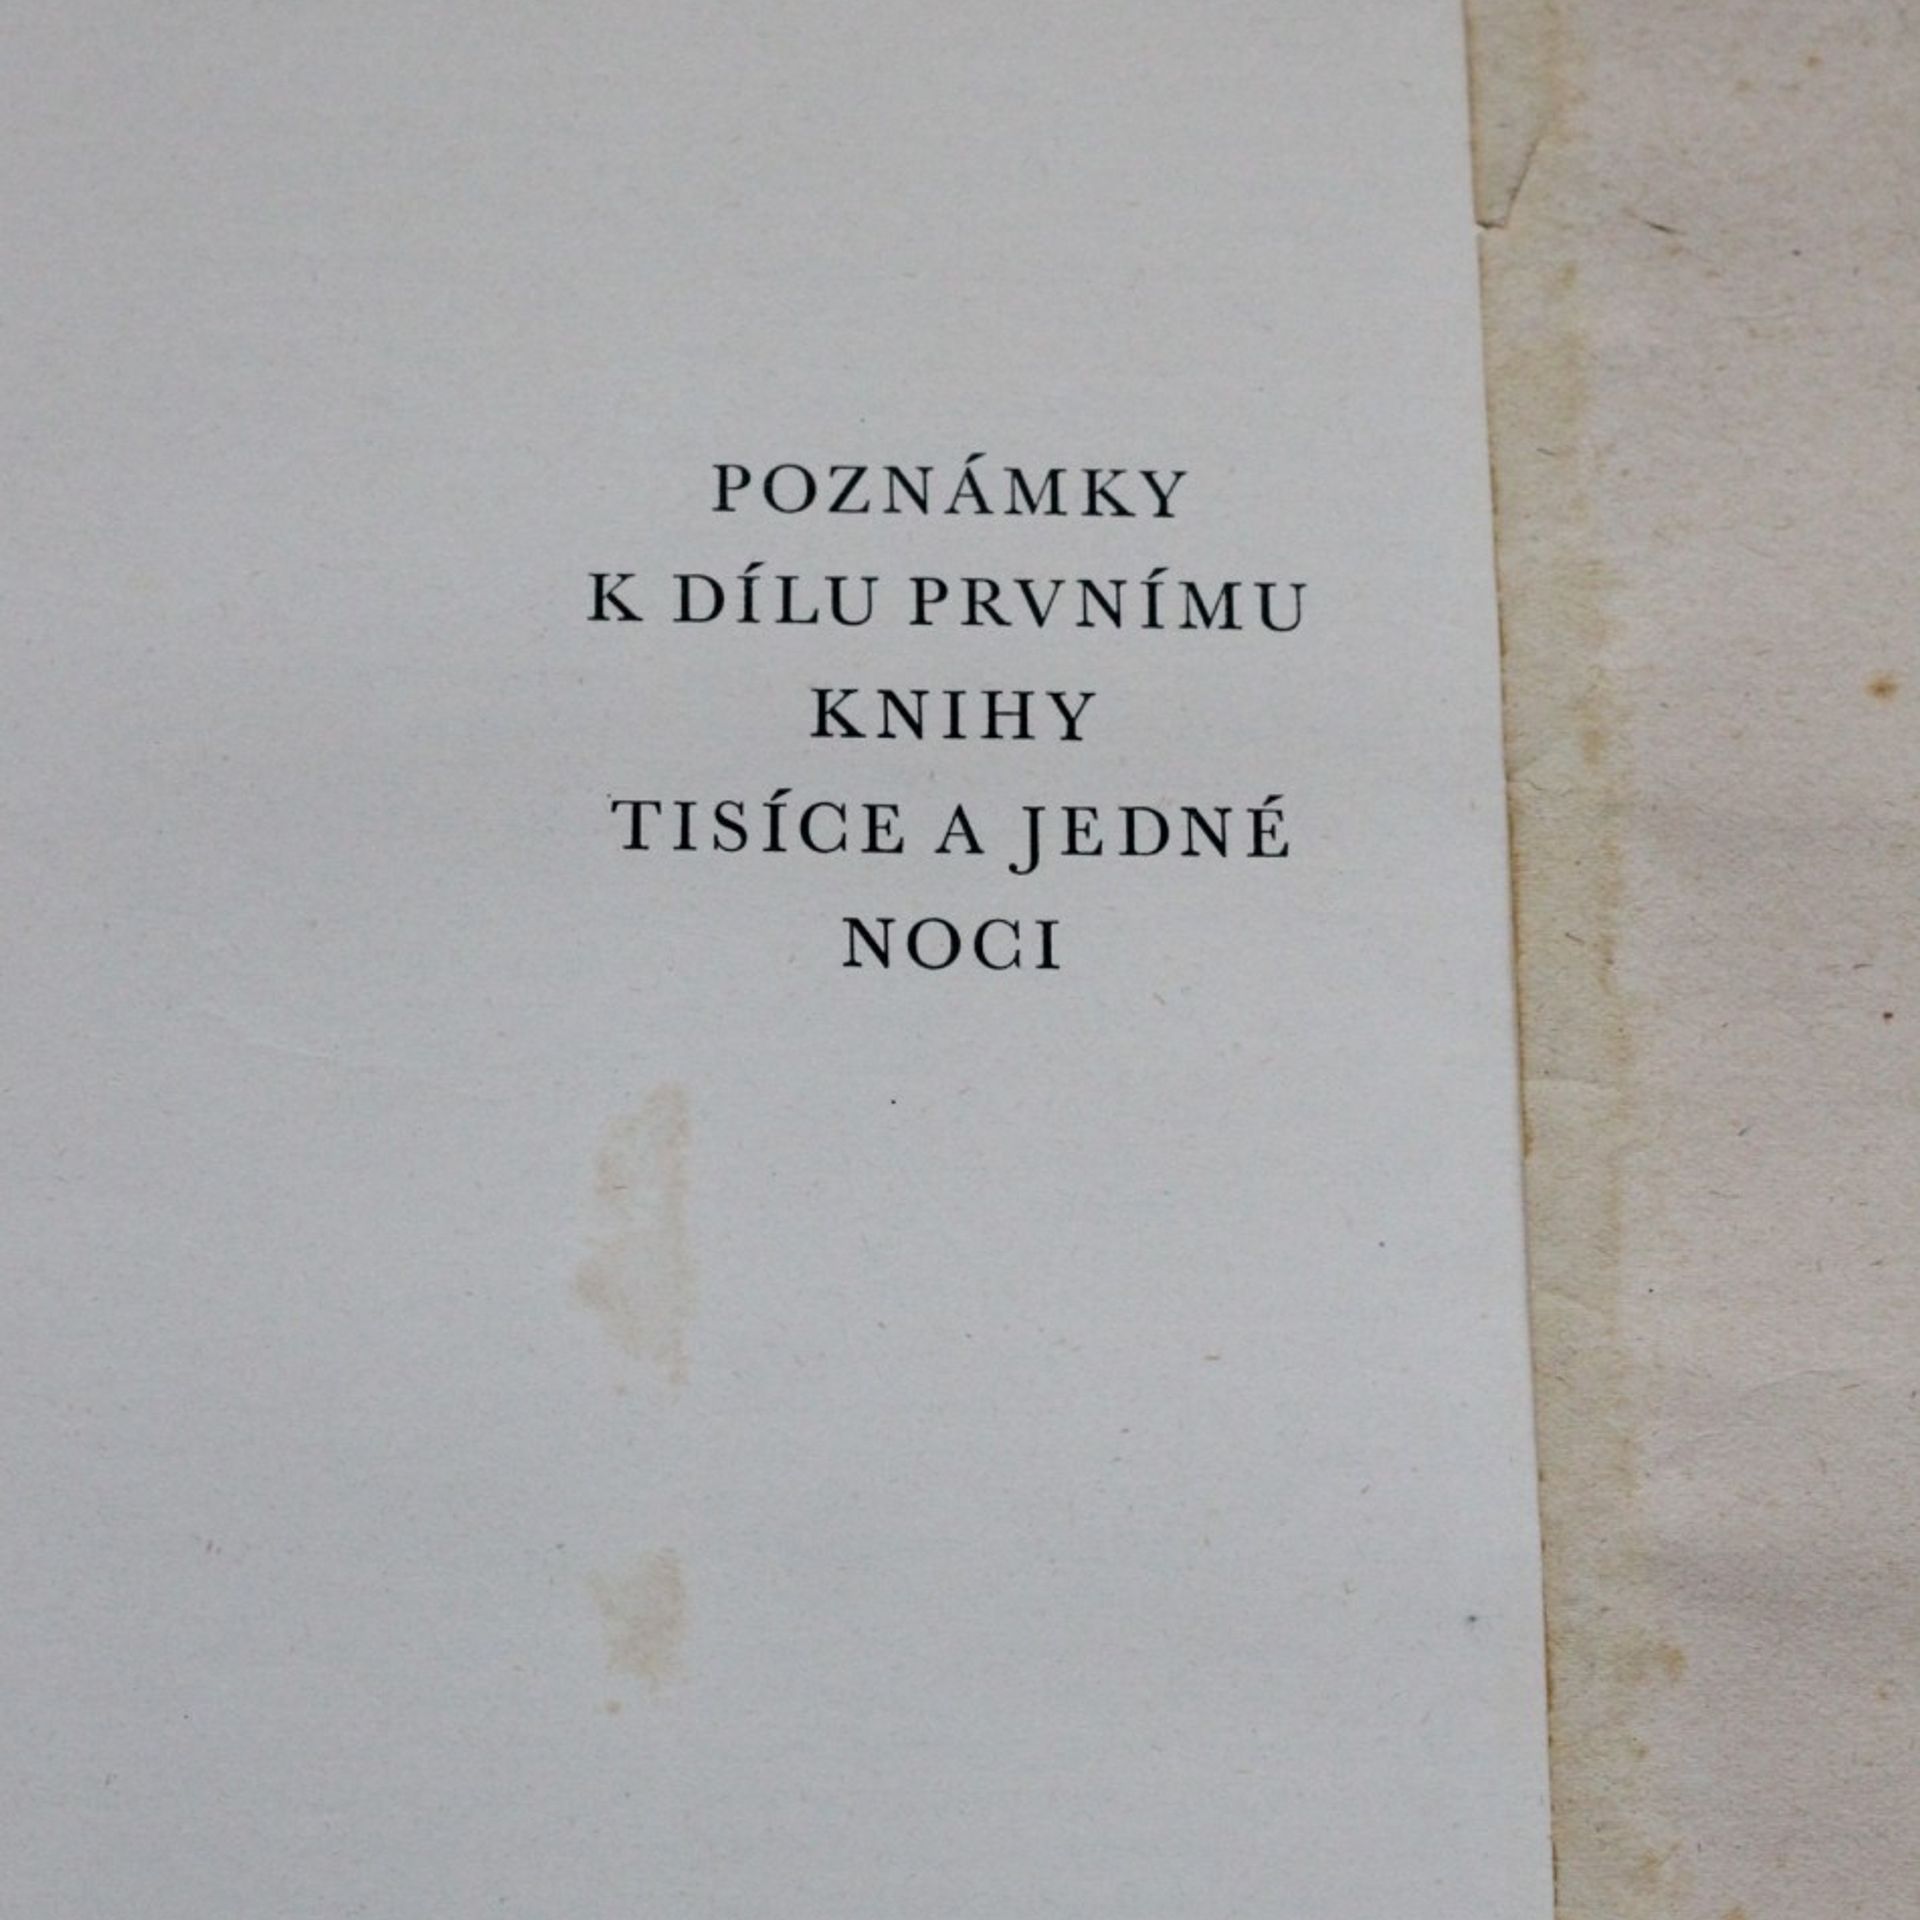 POZNÁMKY
K DÍLU PRVNÍMU
KNIHY
TISÍCE A JEDNÉ
NOCI